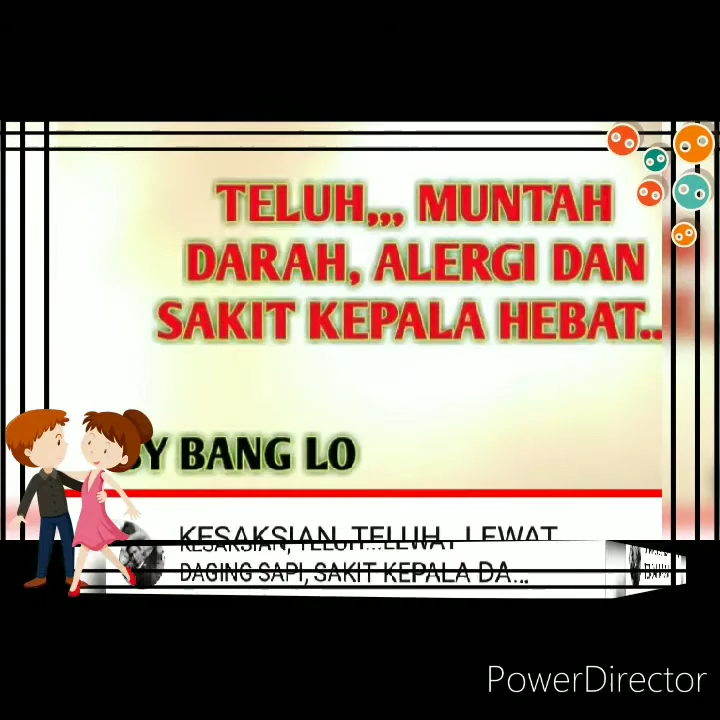 TELUH,,, MUNTAH
DARAH, ALERGI DAN
SAKIT KEPALA HEBAT..
BY BANG LO
KESAKSIAN, TELUH...LEWAT
DAGING SAPI, SAKIT KEPALA DA...
PowerDirector